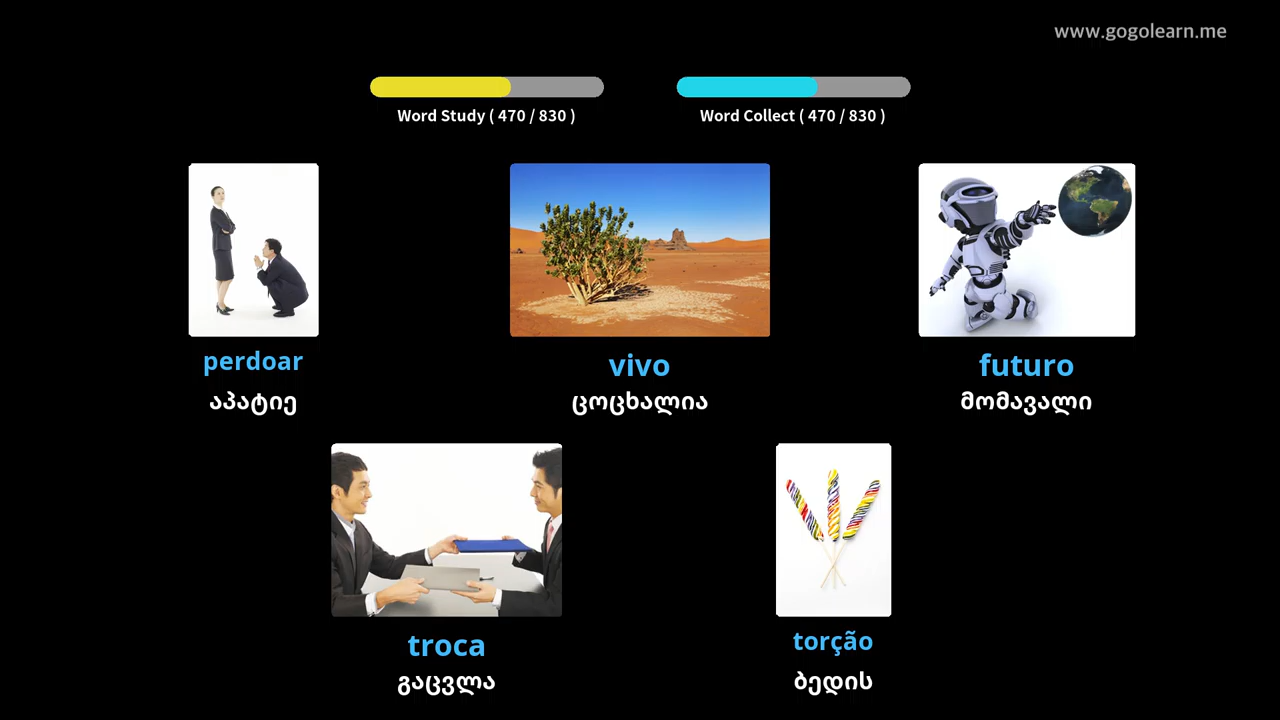 www.gogolearn.me
Word Study ( 470 / 830 )
Word Collect ( 470 / 830 )
perdoar
აპატიე
vivo
ცოცხალია
futuro
მომავალი
troca
გაცვლა
torção
ბედის